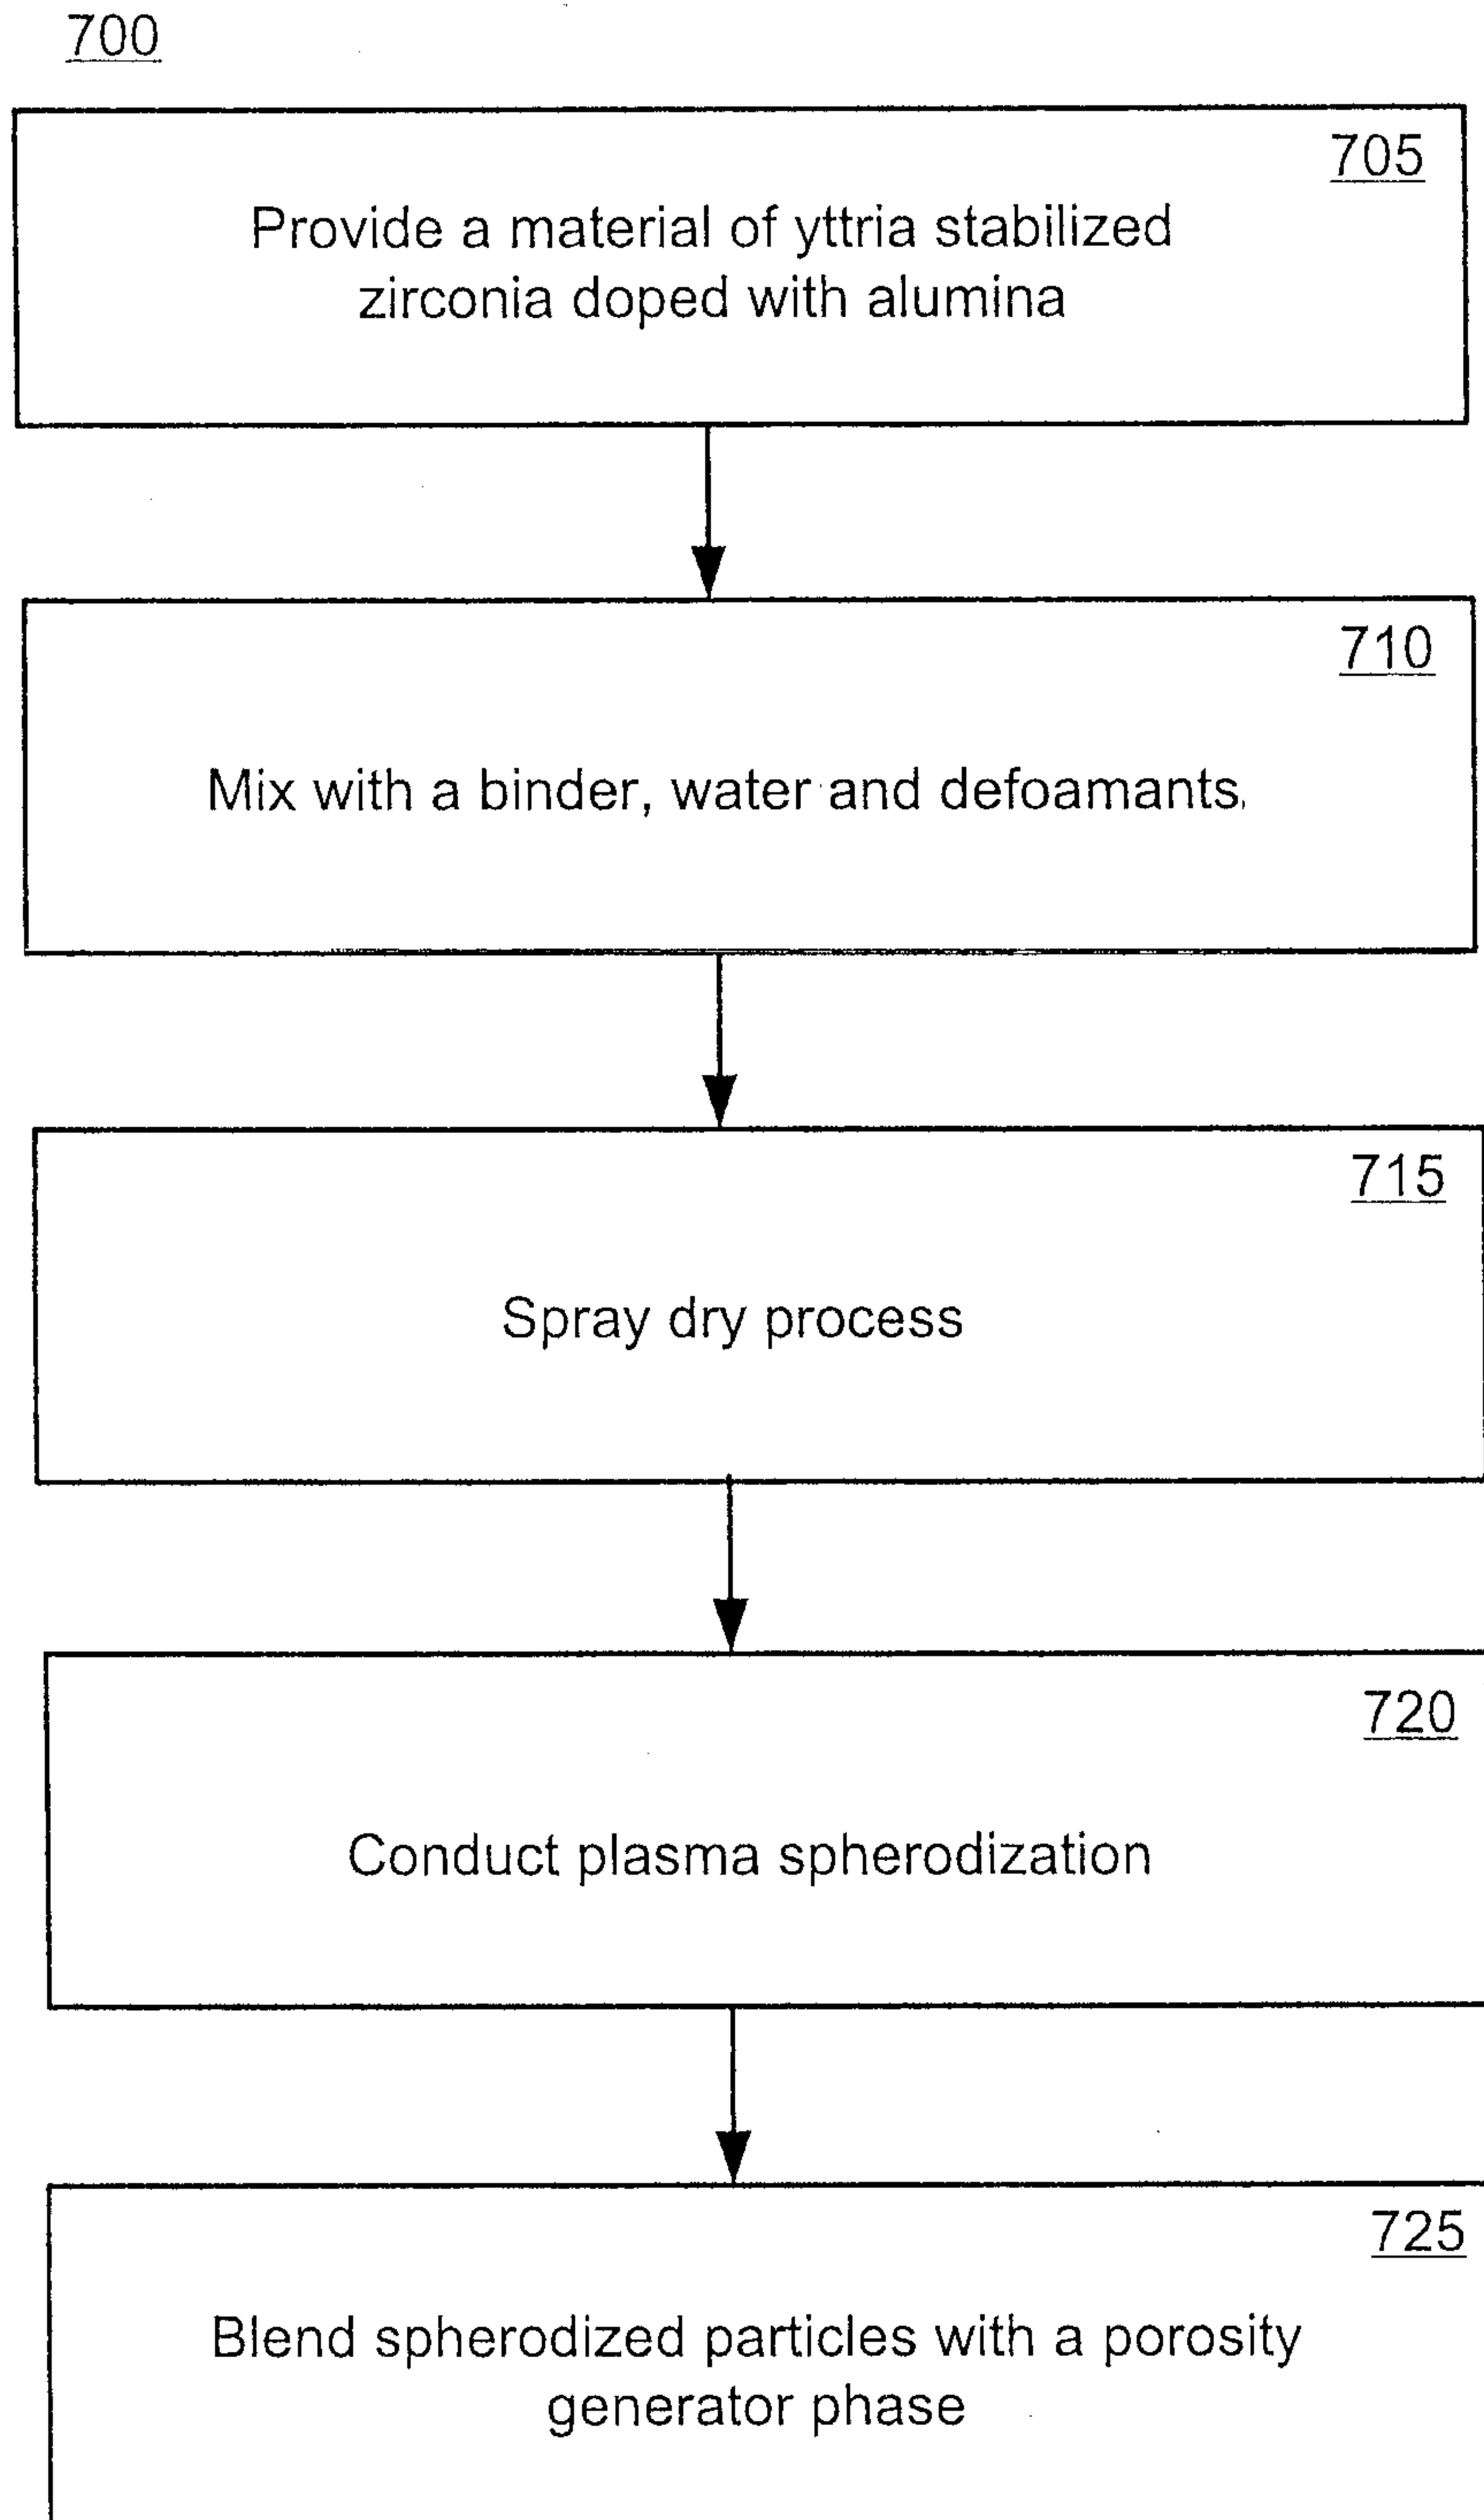 700
705
Provide a material of yttria stabilized
zirconia doped with alumina
710
Mix with a binder, water and defoamants,
715
Spray dry process
720
Conduct plasma spherodization
725
Blend spherodized particles with a porosity
generator phase